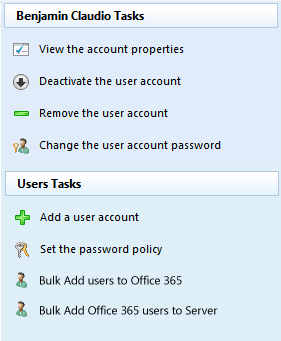 Benjamin Claudio Tasks
View the account properties
Deactivate the user account
Remove the user account
Change the user account password
Users Tasks
Add a user account
Set the password policy
Bulk Add users to Office 365
Bulk Add Office 365 users to Server